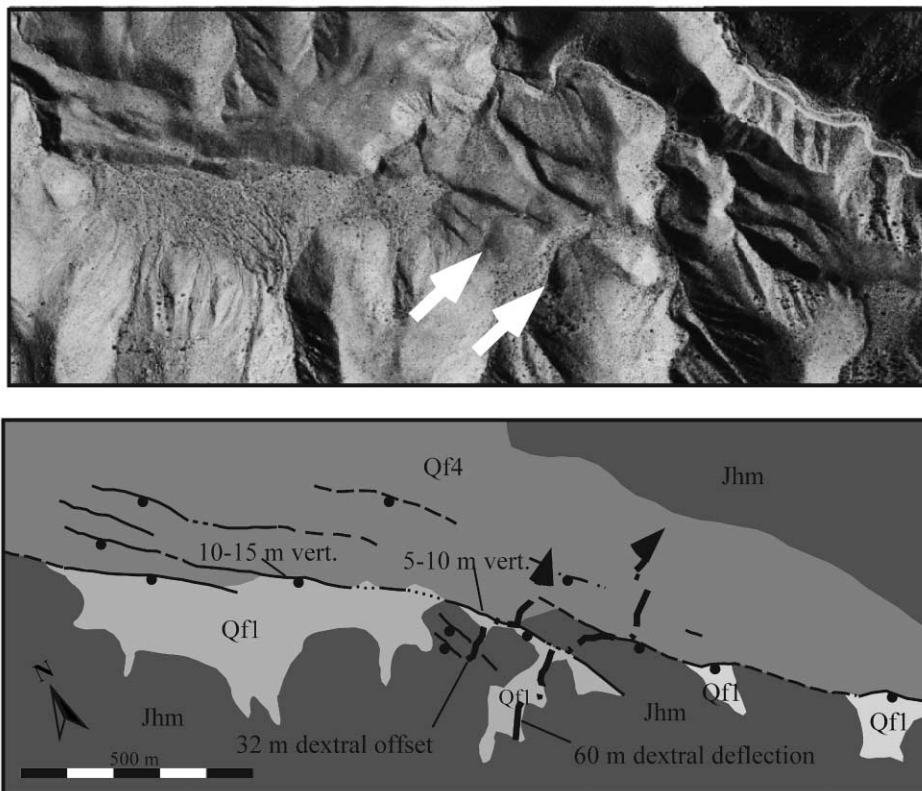 Qf4
Jhm
10-15 m vert.
5-10 m vert.
Qf1
N
Qf1
Qf1
Qf1
Jhm
Jhm
32 m dextral offset
60 m dextral deflection
500 m